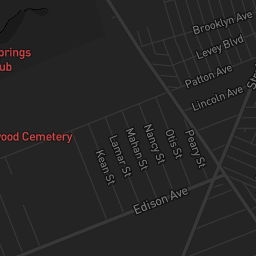 Brooklyn Ave
Levey Blvd
prings
ub
Patton Ave
Lincoln Ave
wood Cemetery
Kean St
Lamar St
Mahan St
Nancy St
Otis St
Peary St
Edison Ave